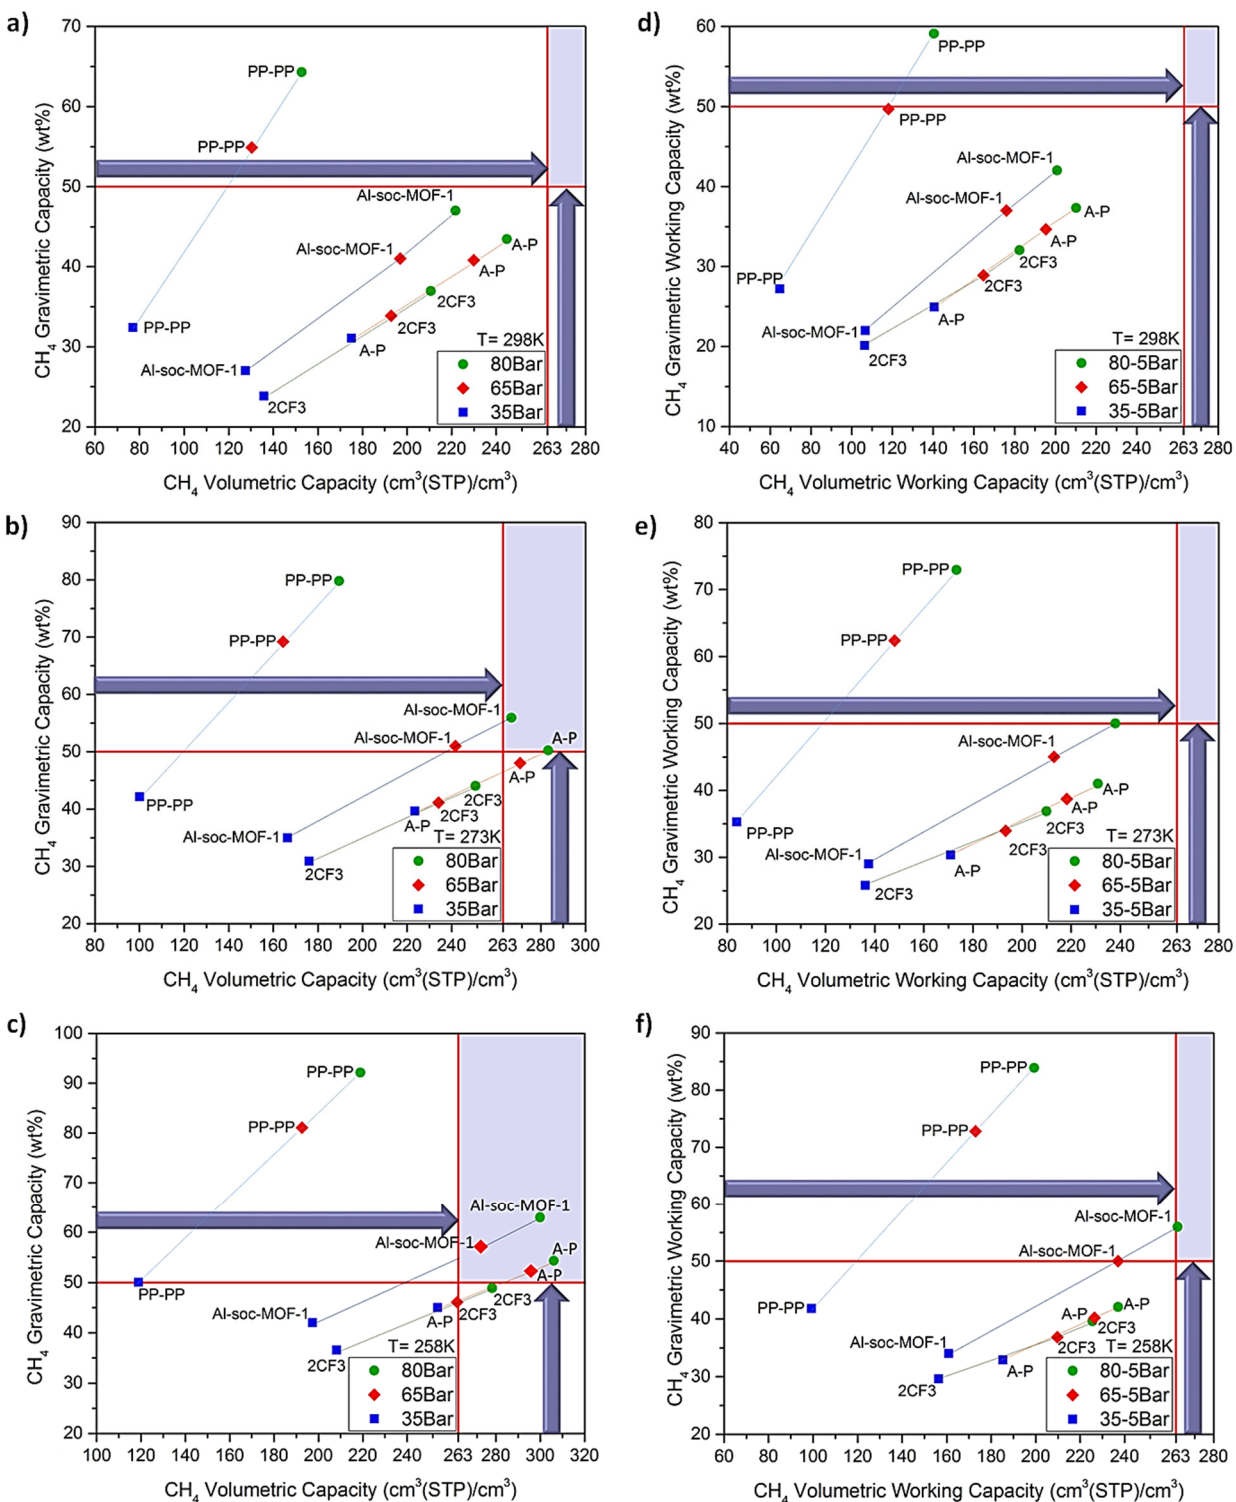 a)
CH4 Gravimetric Capacity (wt%)
70
60
50
40
30
20
PP-PP
PP-PP
PP-PP
Al-soc-MOF-1
Al-soc-MOF-1
Al-soc-MOF-1
A-P
A-P
A-P
2CF3
2CF3
2CF3
T= 298K
80Bar
65Bar
35Bar
60 80 100 120 140 160 180 200 220 240 263 280
CH4 Volumetric Capacity (cm3(STP)/cm3)
d)
CH4 Gravimetric Working Capacity (wt%)
60
50
40
30
20
10
PP-PP
PP-PP
PP-PP
Al-soc-MOF-1
Al-soc-MOF-1
Al-soc-MOF-1
A-P
A-P
A-P
2CF3
2CF3
2CF3
T= 298K
80-5Bar
65-5Bar
35-5Bar
40 60 80 100 120 140 160 180 200 220 240 263 280
CH4 Volumetric Working Capacity (cm3(STP)/cm3)
b)
CH4 Gravimetric Capacity (wt%)
90
80
70
60
50
40
30
20
PP-PP
PP-PP
PP-PP
Al-soc-MOF-1
Al-soc-MOF-1
Al-soc-MOF-1
A-P
A-P
A-P
2CF3
2CF3
2CF3
T= 273K
80Bar
65Bar
35Bar
80 100 120 140 160 180 200 220 240 263 280 300
CH4 Volumetric Capacity (cm3(STP)/cm3)
e)
CH4 Gravimetric Working Capacity (wt%)
80
70
60
50
40
30
20
PP-PP
PP-PP
PP-PP
Al-soc-MOF-1
Al-soc-MOF-1
A-P
A-P
A-P
2CF3
2CF3
2CF3
T= 273K
80-5Bar
65-5Bar
35-5Bar
80 100 120 140 160 180 200 220 240 263 280
CH4 Volumetric Working Capacity (cm3(STP)/cm3)
c)
CH4 Gravimetric Capacity (wt%)
100
90
80
70
60
50
40
30
20
PP-PP
PP-PP
PP-PP
Al-soc-MOF-1
Al-soc-MOF-1
Al-soc-MOF-1
A-P
A-P
A-P
2CF3
2CF3
2CF3
T= 258K
80Bar
65Bar
35Bar
100 120 140 160 180 200 220 240 263 280 300 320
CH4 Volumetric Capacity (cm3(STP)/cm3)
f)
CH4 Gravimetric Working Capacity (wt%)
90
80
70
60
50
40
30
20
PP-PP
PP-PP
PP-PP
Al-soc-MOF-1
Al-soc-MOF-1
Al-soc-MOF-1
A-P
A-P
A-P
2CF3
2CF3
2CF3
T= 258K
80-5Bar
65-5Bar
35-5Bar
60 80 100 120 140 160 180 200 220 240 263 280
CH4 Volumetric Working Capacity (cm3(STP)/cm3)